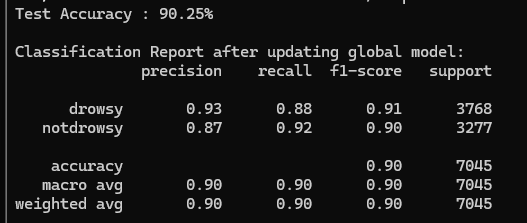 Test Accuracy : 90.25%
Classification Report after updating global model:
precision recall f1-score support
drowsy 0.93 0.88 0.91 3768
notdrowsy 0.87 0.92 0.90 3277
accuracy 0.90 7045
macro avg 0.90 0.90 0.90 7045
weighted avg 0.90 0.90 0.90 7045